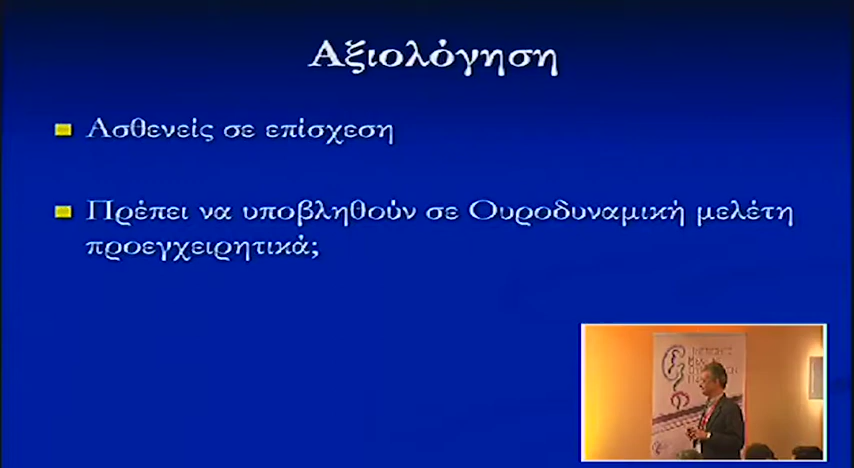 Αξιολόγηση
Ασθενείς σε επίσχεση
Πρέπει να υποβληθούν σε Ουροδυναμική μελέτη
προεγχειρητικά;